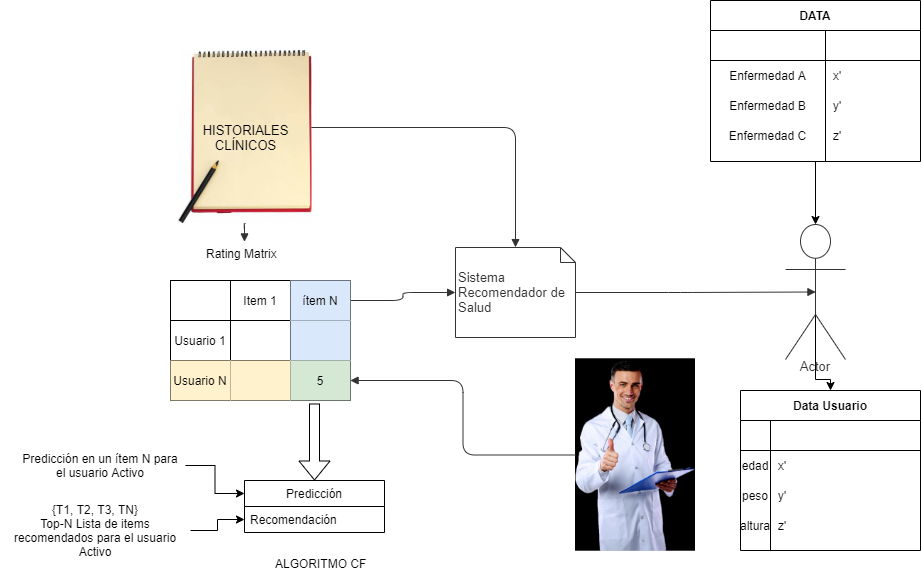 DATA
Enfermedad A x'
Enfermedad B y'
Enfermedad C z'
HISTORIALES
CLÍNICOS
Rating Matrix
Item 1 ítem N
Usuario 1
Usuario N 5
Sistema
Recomendador de
Salud
Actor
Data Usuario
edad x'
peso y'
altura z'
Predicción en un ítem N para
el usuario Activo
Predicción
{T1, T2, T3, TN}
Top-N Lista de items
recomendados para el usuario
Activo
Recomendación
ALGORITMO CF